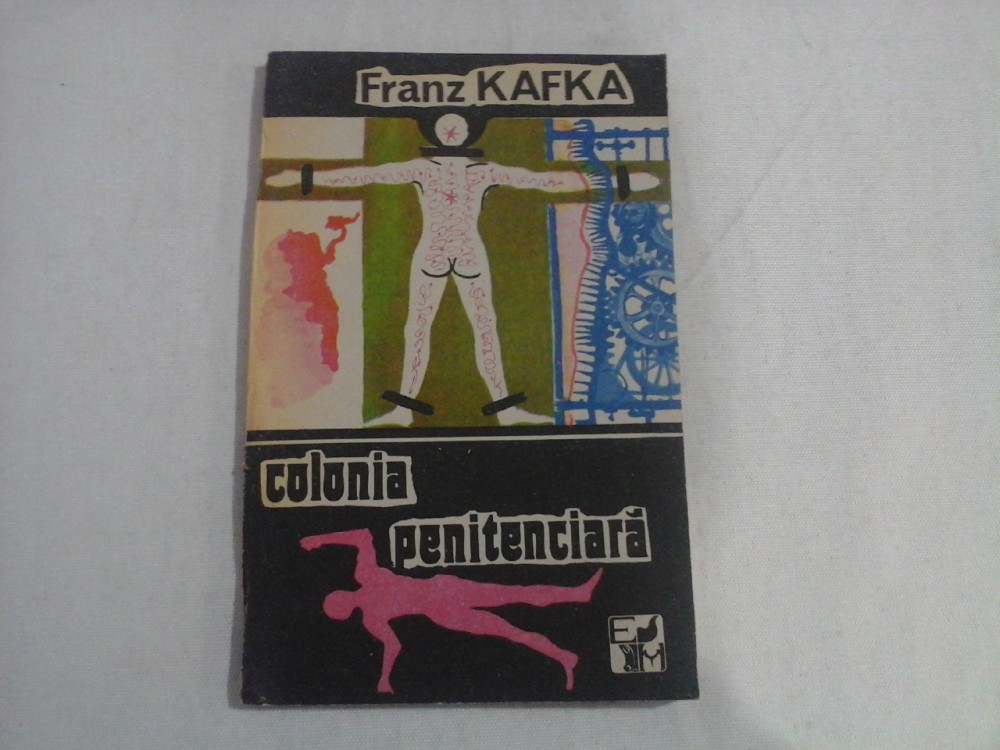 Franz KAFKA
colonia
penitenciară
E
M